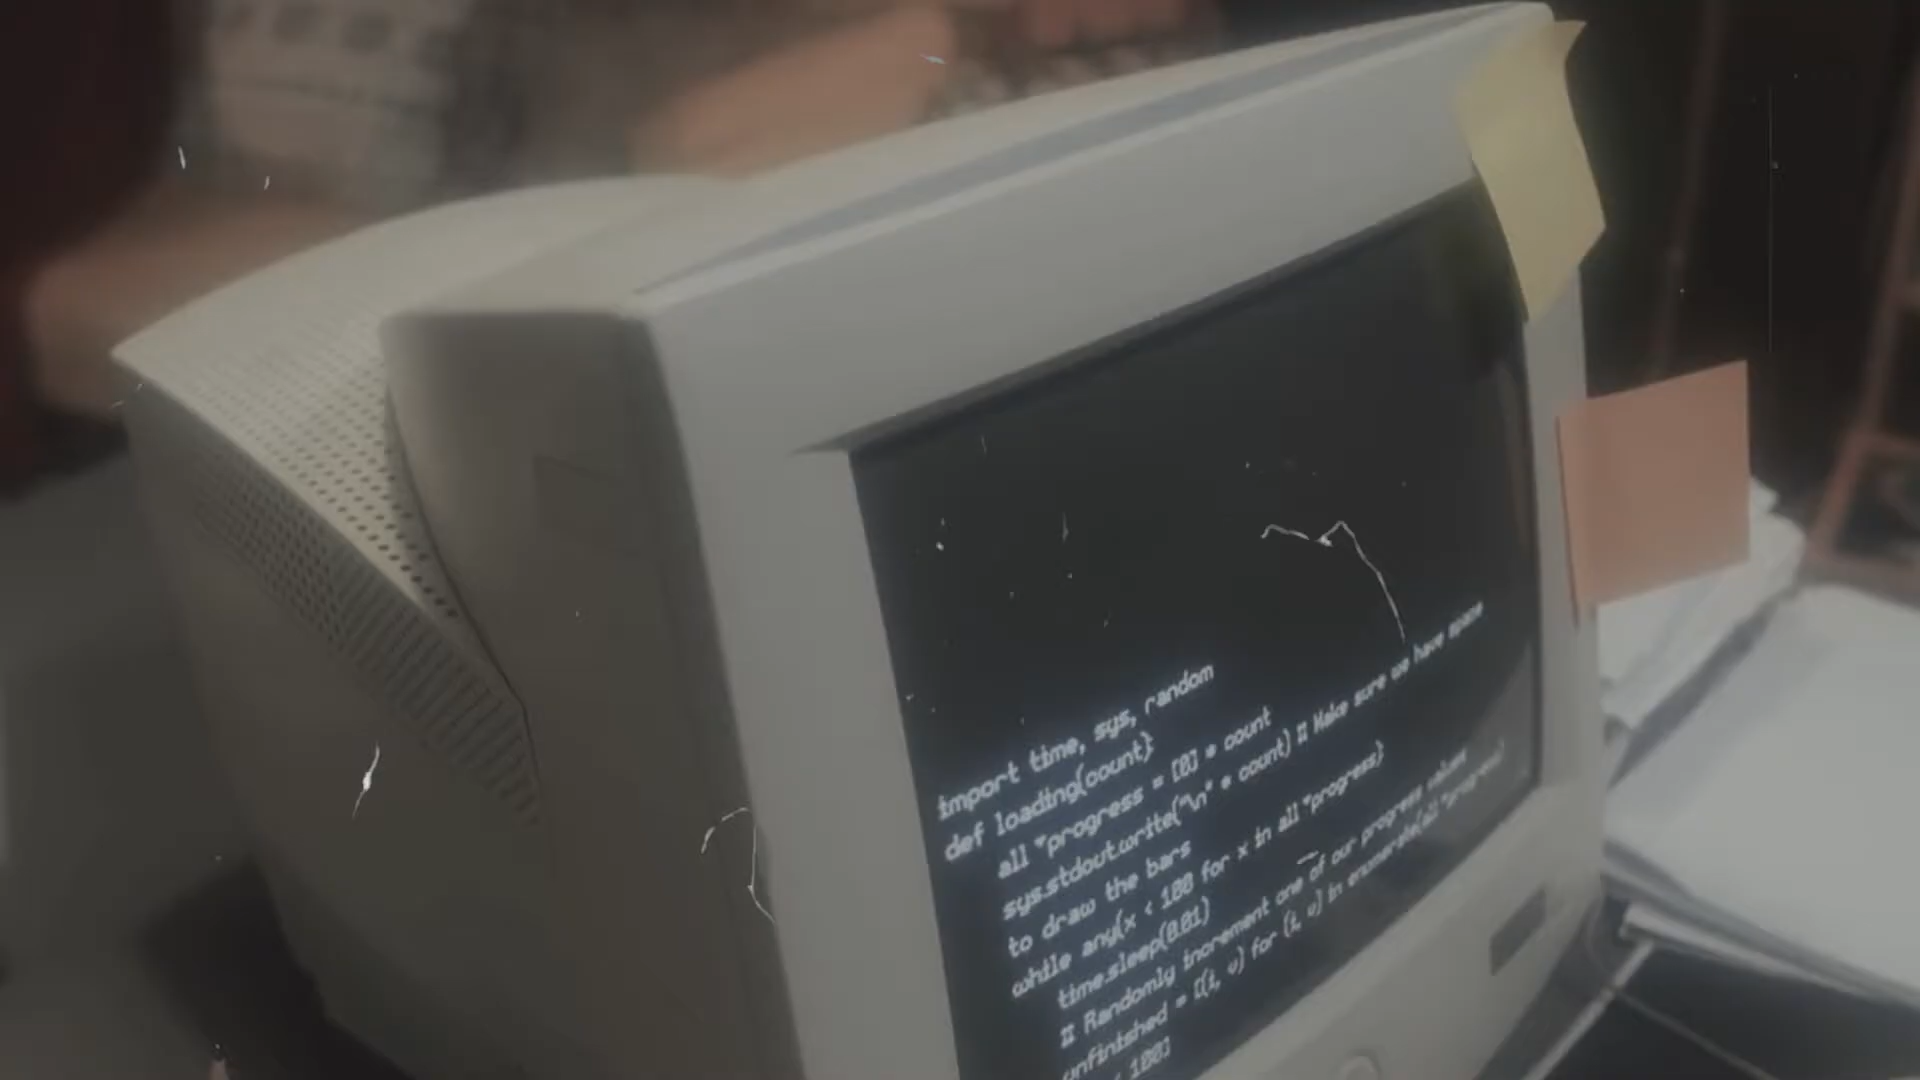 import time, sys, random
def loading(count):
all *progress = [0] * count
sys.stdout.write("\n" * count) # Make sure we have space
to draw the bars
while any(x < 100 for x in all *progress)
time.sleep(0.01)
# Randomly increment one of our progress values
unfinished = [(i, v) for (i, v) in enumerate(all *progress)
< 100]